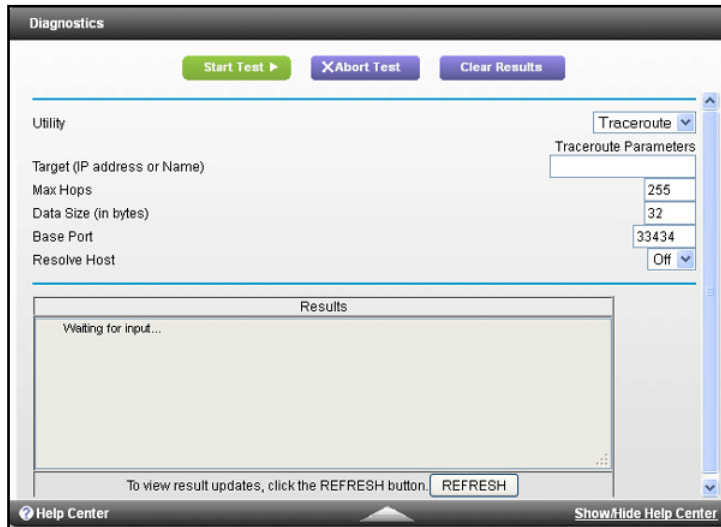 Diagnostics
Start Test
XAbort Test
Clear Results
Utility
Traceroute
Traceroute Parameters
Target (IP address or Name)
Max Hops
255
Data Size (in bytes)
32
Base Port
33434
Resolve Host
Off
Results
Waiting for input...
To view result updates, click the REFRESH button. REFRESH
? Help Center
Show/Hide Help Center